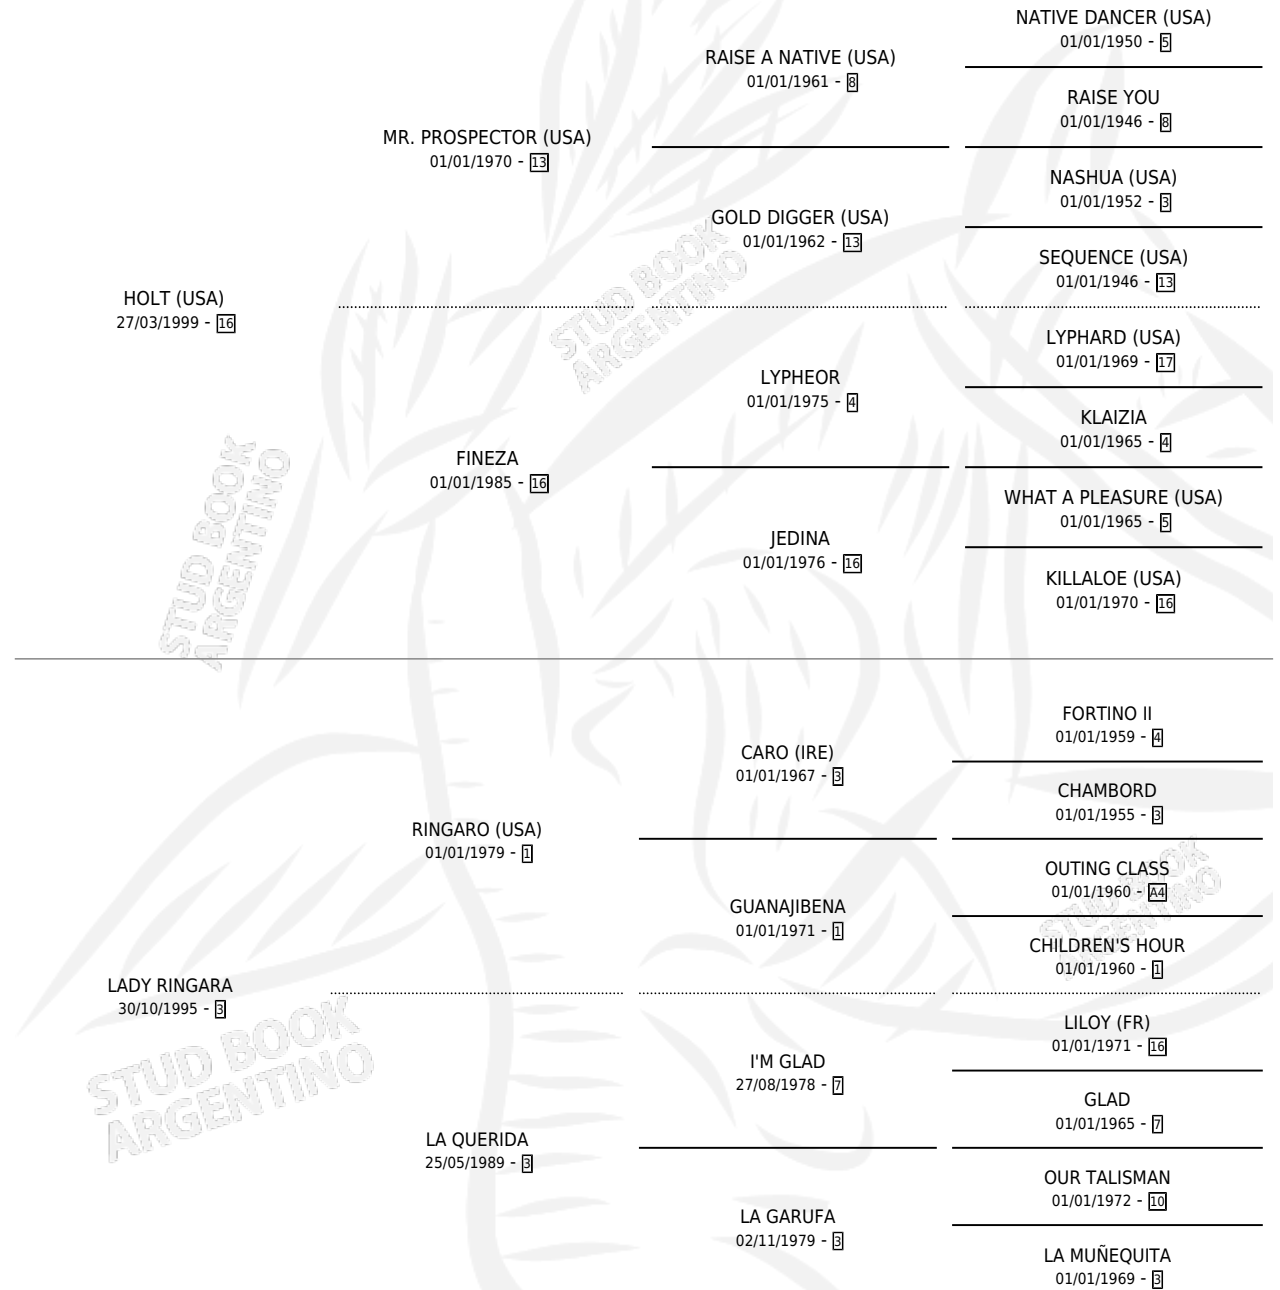 NATIVE DANCER (USA)
01/01/1950 - 5
RAISE A NATIVE (USA)
01/01/1961 - 8
RAISE YOU
01/01/1946 - 8
MR. PROSPECTOR (USA)
01/01/1970 - 13
NASHUA (USA)
01/01/1952 - 3
GOLD DIGGER (USA)
01/01/1962 - 13
SEQUENCE (USA)
01/01/1946 - 13
HOLT (USA)
27/03/1999 - 16
LYPHARD (USA)
01/01/1969 - 17
LYPHEOR
01/01/1975 - 4
KLAIZIA
01/01/1965 - 4
FINEZA
01/01/1985 - 16
WHAT A PLEASURE (USA)
01/01/1965 - 5
JEDINA
01/01/1976 - 16
KILLALOE (USA)
01/01/1970 - 16
FORTINO II
01/01/1959 - 4
CARO (IRE)
01/01/1967 - 3
CHAMBORD
01/01/1955 - 3
RINGARO (USA)
01/01/1979 - 1
OUTING CLASS
01/01/1960 - A4
GUANAJIBENA
01/01/1971 - 1
CHILDREN'S HOUR
01/01/1960 - 1
LADY RINGARA
30/10/1995 - 3
LILOY (FR)
01/01/1971 - 16
I'M GLAD
27/08/1978 - 7
GLAD
01/01/1965 - 7
LA QUERIDA
25/05/1989 - 3
OUR TALISMAN
01/01/1972 - 10
LA GARUFA
02/11/1979 - 3
LA MUÑEQUITA
01/01/1969 - 3
STUD BOOK
ARGENTINO
STUD BOOK
ARGENTINO
STUD BOOK
ARGENTINO
STUD BOOK
ARGENTINO